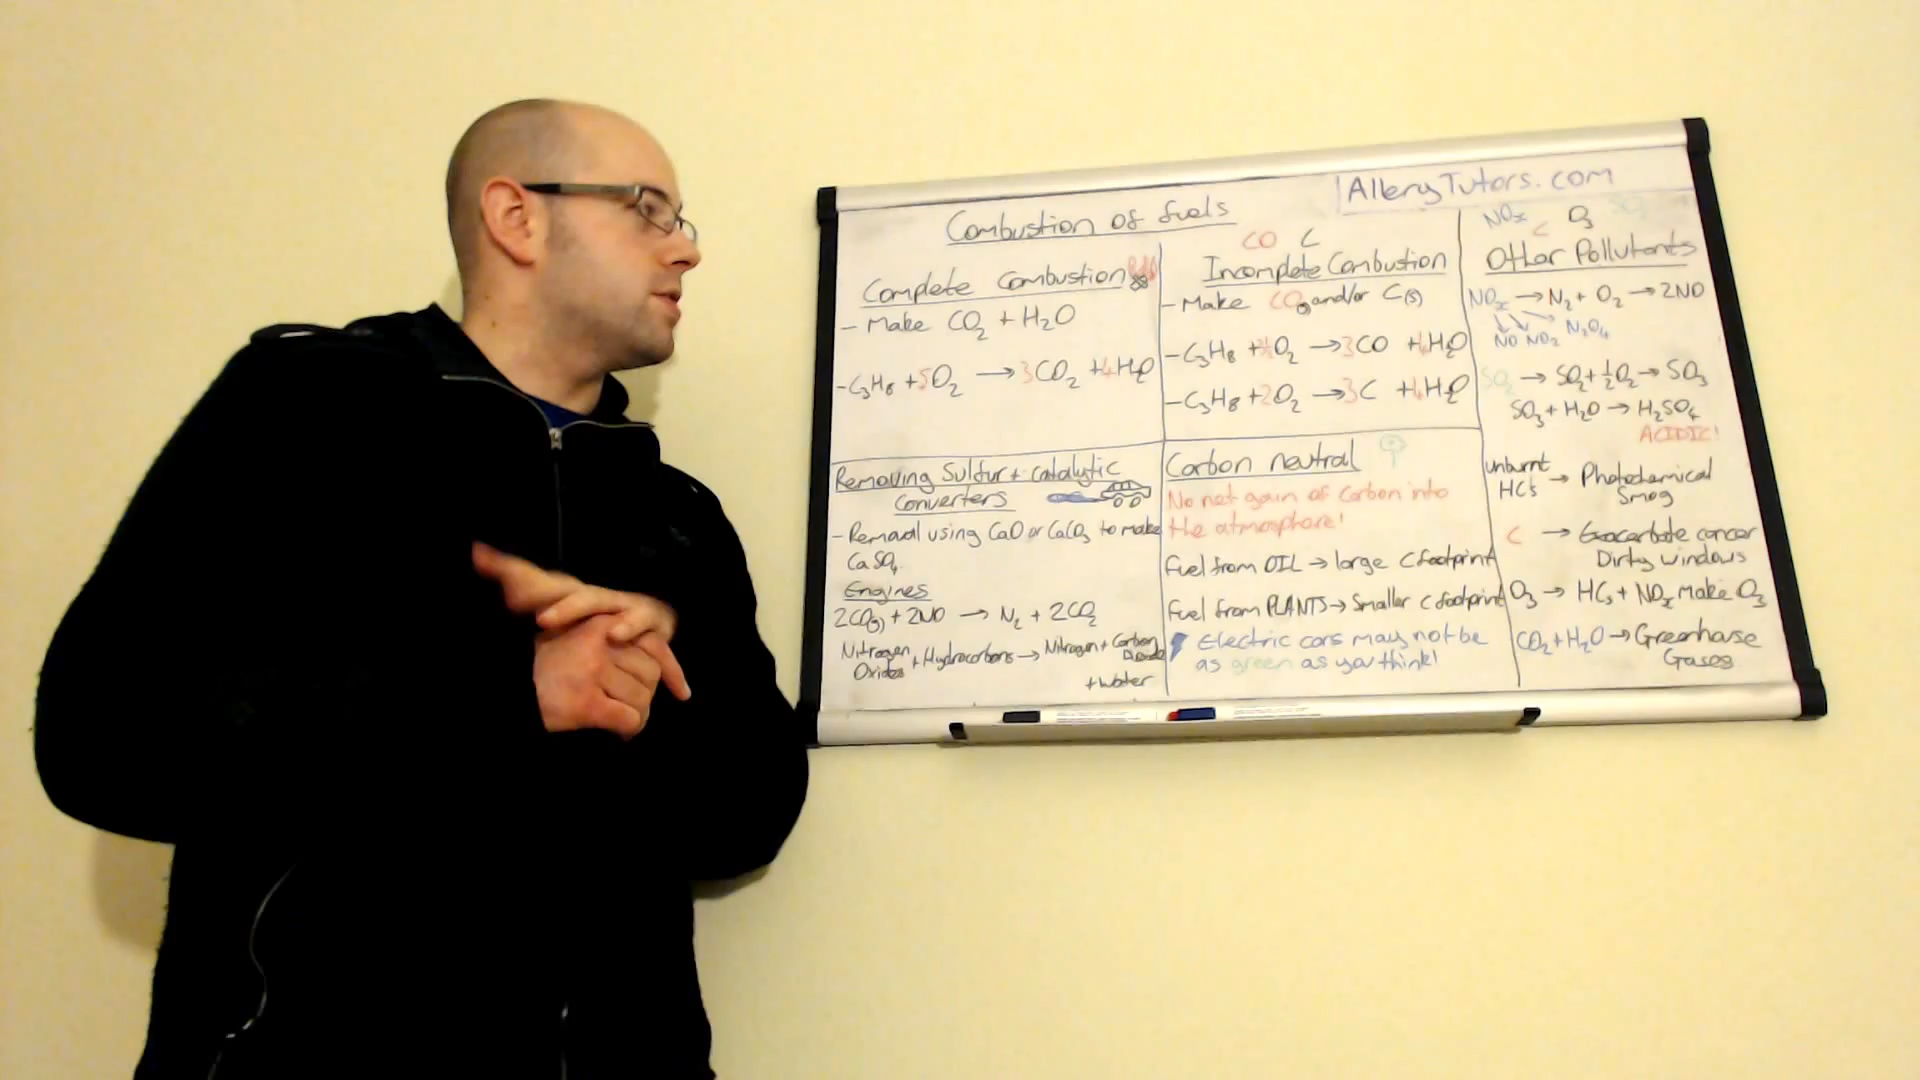 AlleryTutors.com
Combustion of fuels
Complete Combustion
- Make CO₂ + H₂O
- C₃H₈ + 5O₂ → 3CO₂ + 4H₂O
CO C
Incomplete Combustion
- Make CO(g) and/or C(s)
- C₃H₈ + O₂ → 3CO + 4H₂O
- C₃H₈ + 2O₂ → 3C + 4H₂O
NOx C O₃ SO₂
Other Pollutants
NOx → N₂ + O₂ → 2NO
NO NO₂ N₂O₄
SO₂ → SO₂ + ½O₂ → SO₃
SO₃ + H₂O → H₂SO₄
ACIDIC!
unburnt
HCs → Photochemical
Smog
C → Exacarbate cancer
Dirty windows
O₃ → HCs + NOx make O₃
CO₂ + H₂O → Greenhouse
Gases
Removing Sulfur + catalytic
Converters
- Removal using CaO or CaCO₃ to make
CaSO₄
Engines
2CO(g) + 2NO → N₂ + 2CO₂
Nitrogen Oxides + Hydrocarbons → Nitrogen + Carbon Dioxide
+ Water
Carbon neutral
No net gain of Carbon into
the atmosphere!
Fuel from OIL → large C footprint
Fuel from PLANTS → Smaller C footprint
Electric cars may not be
as green as you think!